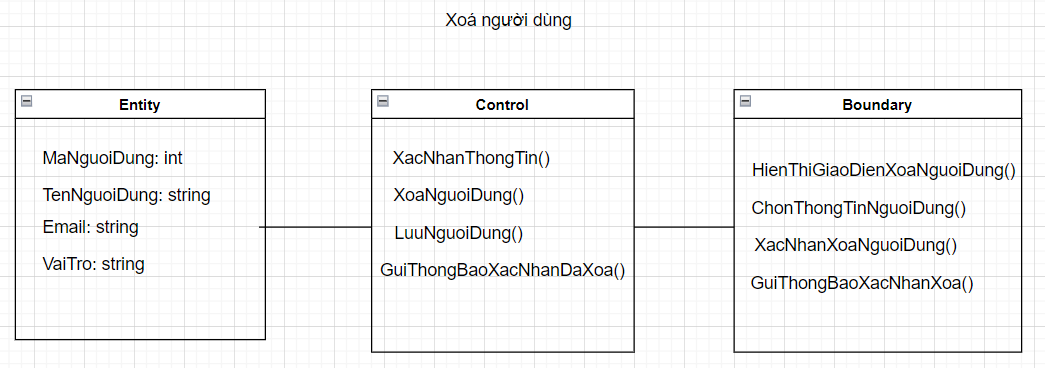 Xoá người dùng
Entity
MaNguoiDung: int
TenNguoiDung: string
Email: string
VaiTro: string
Control
XacNhanThongTin()
XoaNguoiDung()
LuuNguoiDung()
GuiThongBaoXacNhanDaXoa()
Boundary
HienThiGiaoDienXoaNguoiDung()
ChonThongTinNguoiDung()
XacNhanXoaNguoiDung()
GuiThongBaoXacNhanXoa()